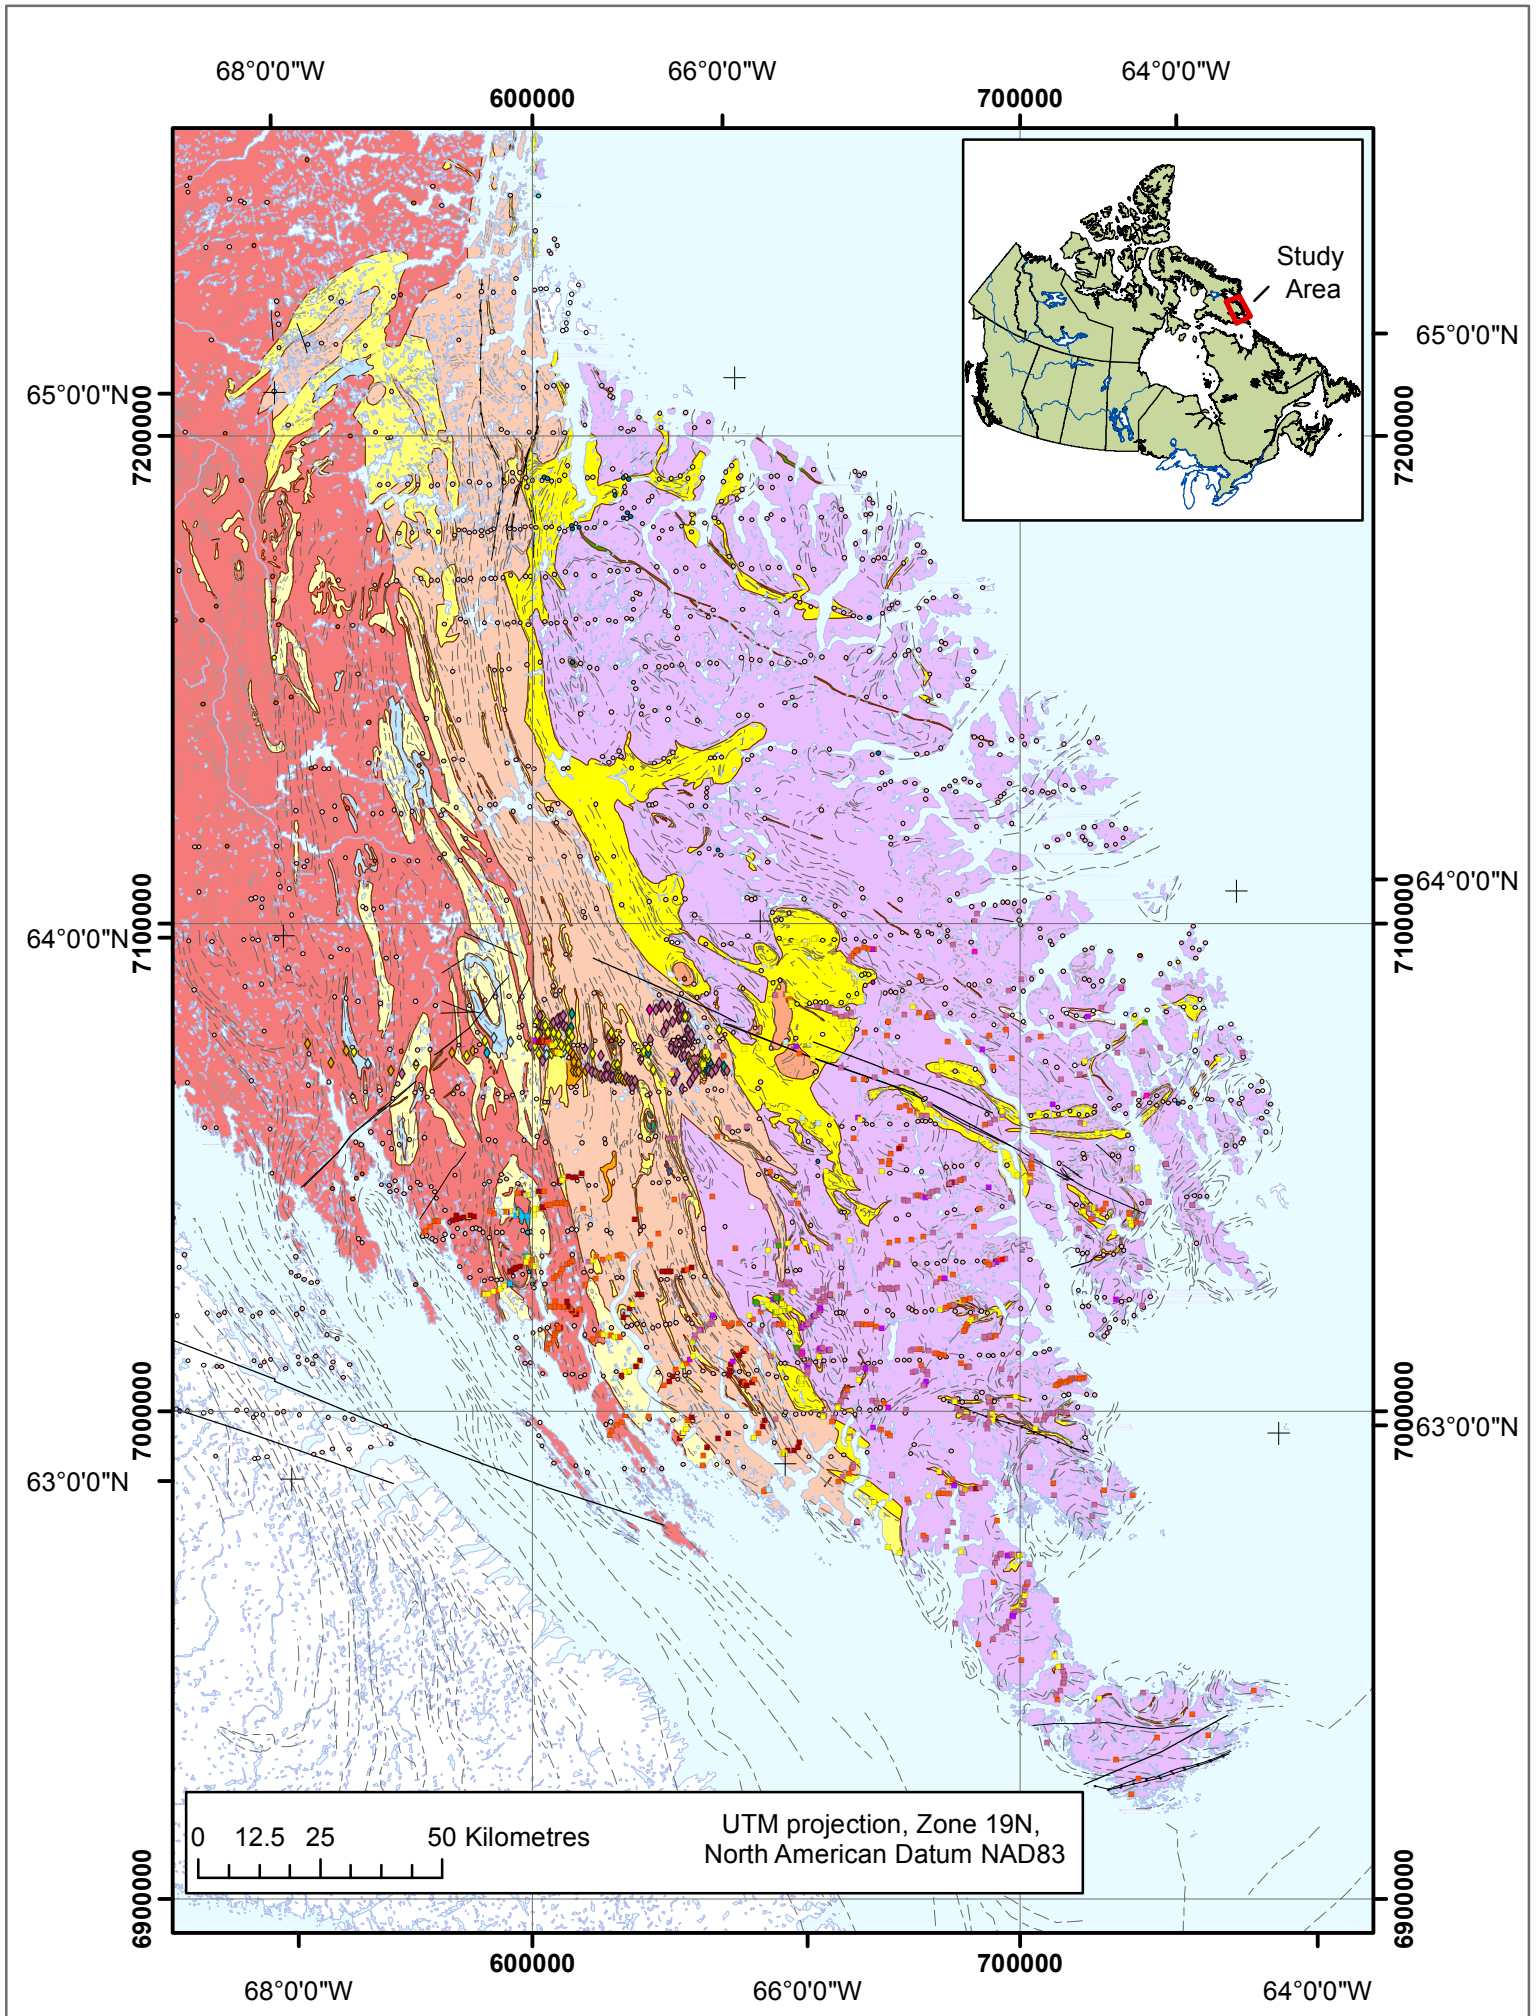 68°0'0"W
66°0'0"W
64°0'0"W
600000
700000
Study
Area
65°0'0"N
65°0'0"N
7200000
7200000
64°0'0"N
64°0'0"N
7100000
7100000
63°0'0"N
63°0'0"N
7000000
7000000
0 12.5 25 50 Kilometres
UTM projection, Zone 19N,
North American Datum NAD83
6900000
6900000
600000
700000
68°0'0"W
66°0'0"W
64°0'0"W